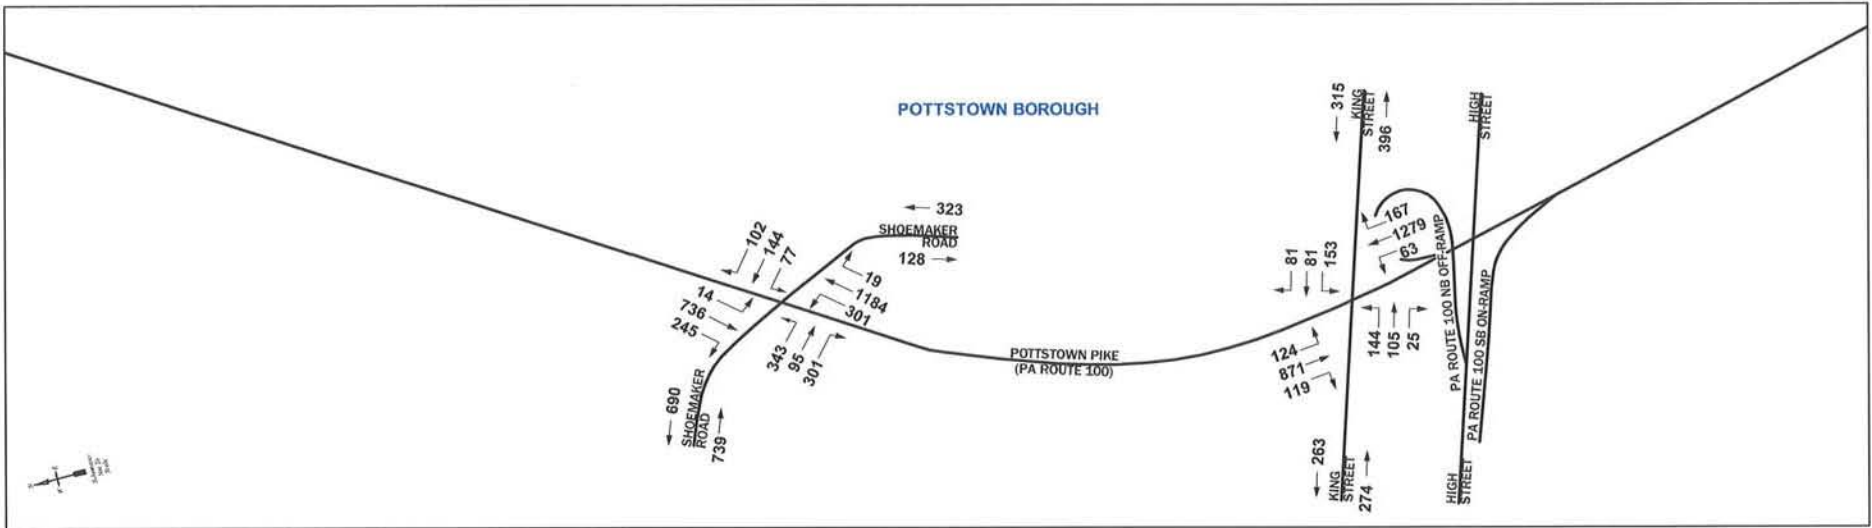 POTTSTOWN BOROUGH
315
KING
STREET
396
HIGH
STREET
323
SHOEMAKER
ROAD
128
102
144
77
14
736
245
19
1184
301
343
95
301
690
SHOEMAKER
ROAD
739
POTTSTOWN PIKE
(PA ROUTE 100)
81
81
153
167
1279
63
124
871
119
144
105
25
PA ROUTE 100 NB OFF-RAMP
PA ROUTE 100 SB ON-RAMP
263
KING
STREET
274
HIGH
STREET